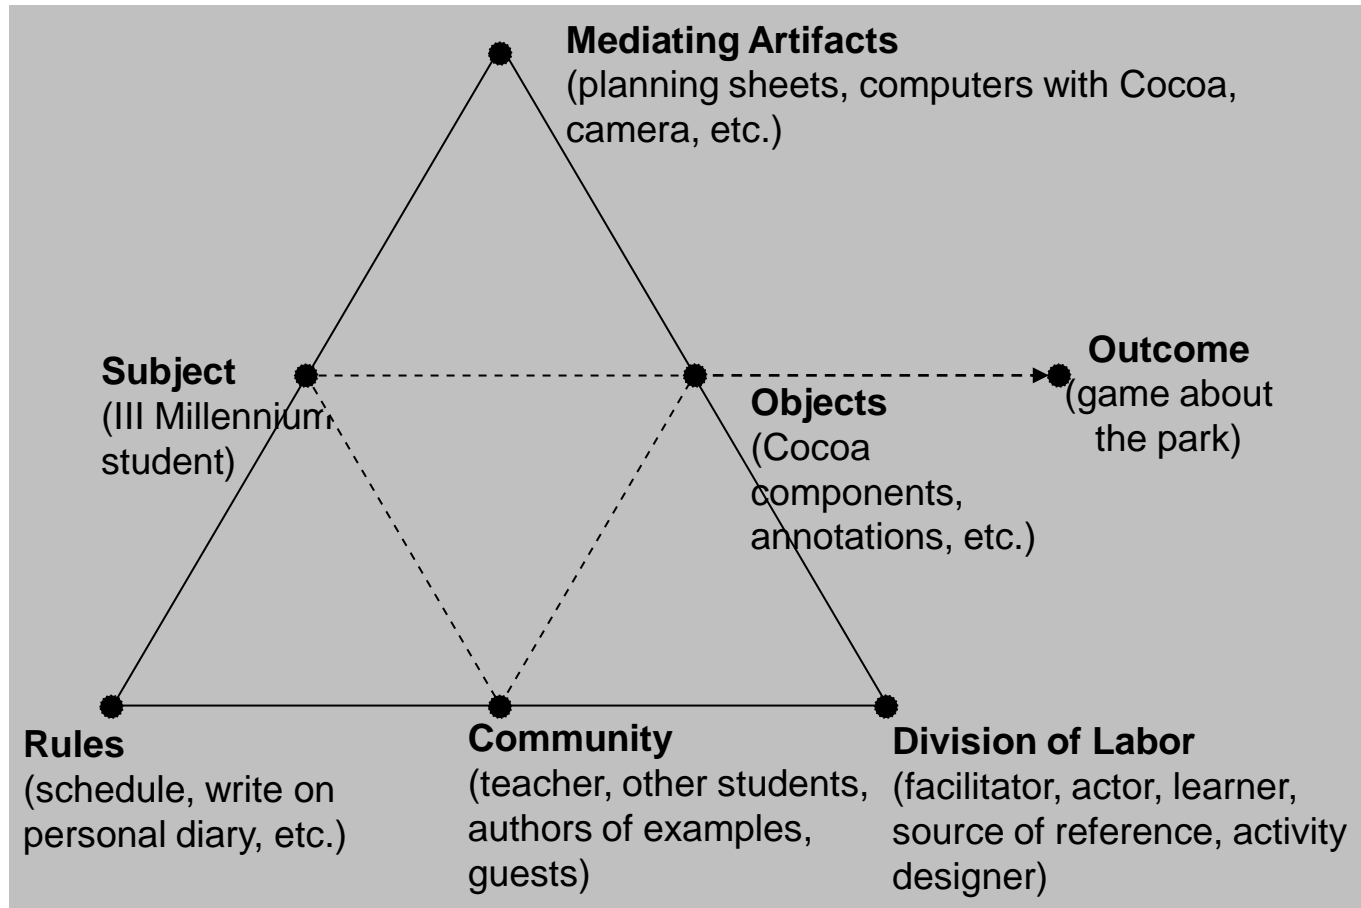 Mediating Artifacts
(planning sheets, computers with Cocoa,
camera, etc.)
Subject
(III Millennium
student)
Objects
(Cocoa
components,
annotations, etc.)
Outcome
(game about
the park)
Rules
(schedule, write on
personal diary, etc.)
Community
(teacher, other students,
authors of examples,
guests)
Division of Labor
(facilitator, actor, learner,
source of reference, activity
designer)